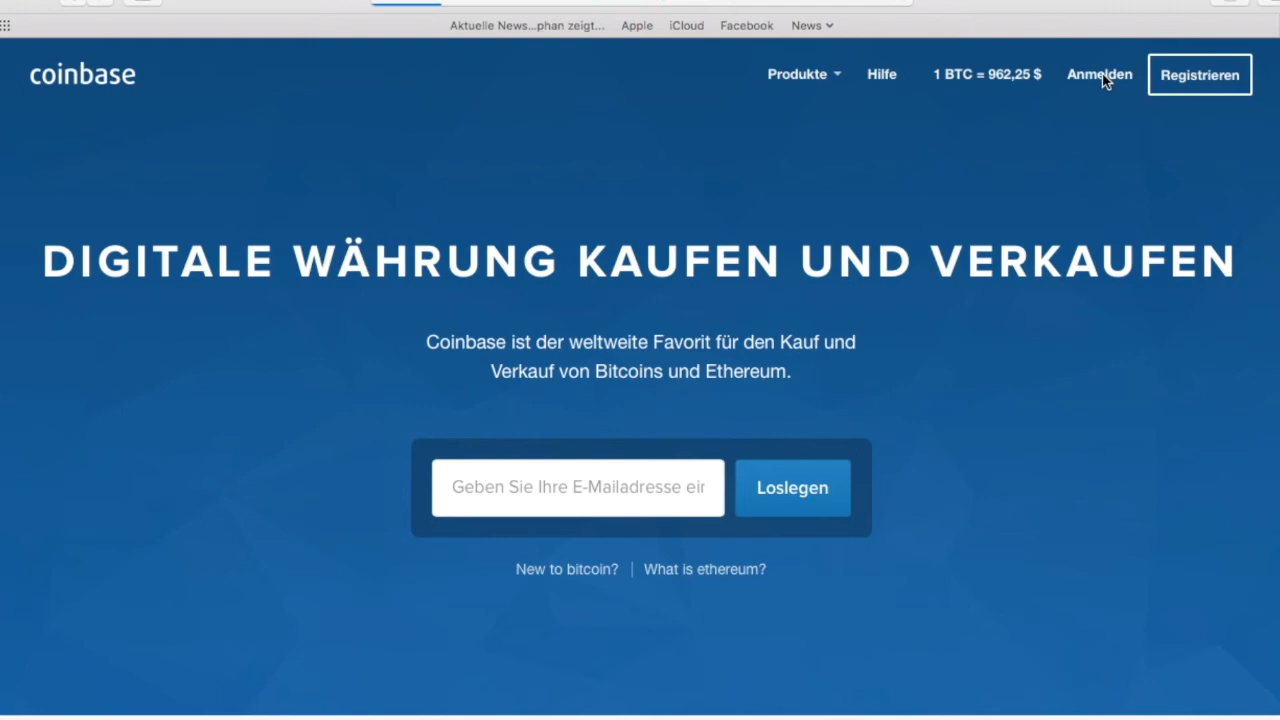 Aktuelle News...phan zeigt... Apple iCloud Facebook News
coinbase Produkte Hilfe 1 BTC = 962,25 $ Anmelden Registrieren
DIGITALE WÄHRUNG KAUFEN UND VERKAUFEN
Coinbase ist der weltweite Favorit für den Kauf und
Verkauf von Bitcoins und Ethereum.
Geben Sie Ihre E-Mailadresse eir Loslegen
New to bitcoin? | What is ethereum?